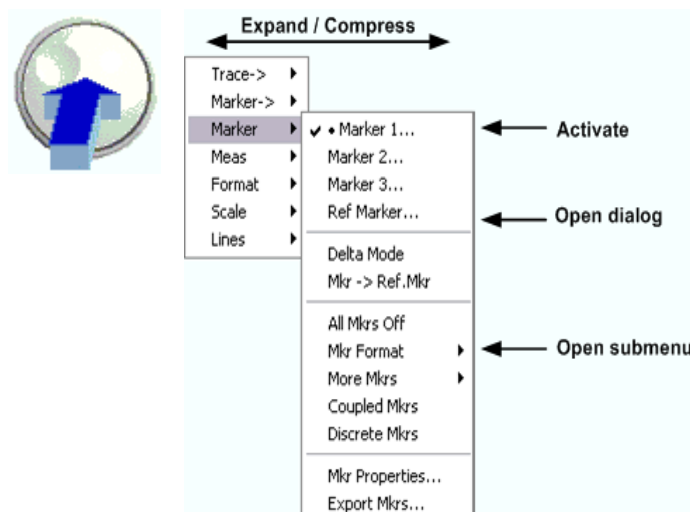 Expand / Compress
Trace->
Marker->
Marker
Meas
Format
Scale
Lines
• Marker 1...
Marker 2...
Marker 3...
Ref Marker...
Delta Mode
Mkr -> Ref.Mkr
All Mkrs Off
Mkr Format
More Mkrs
Coupled Mkrs
Discrete Mkrs
Mkr Properties...
Export Mkrs...
Activate
Open dialog
Open submenu